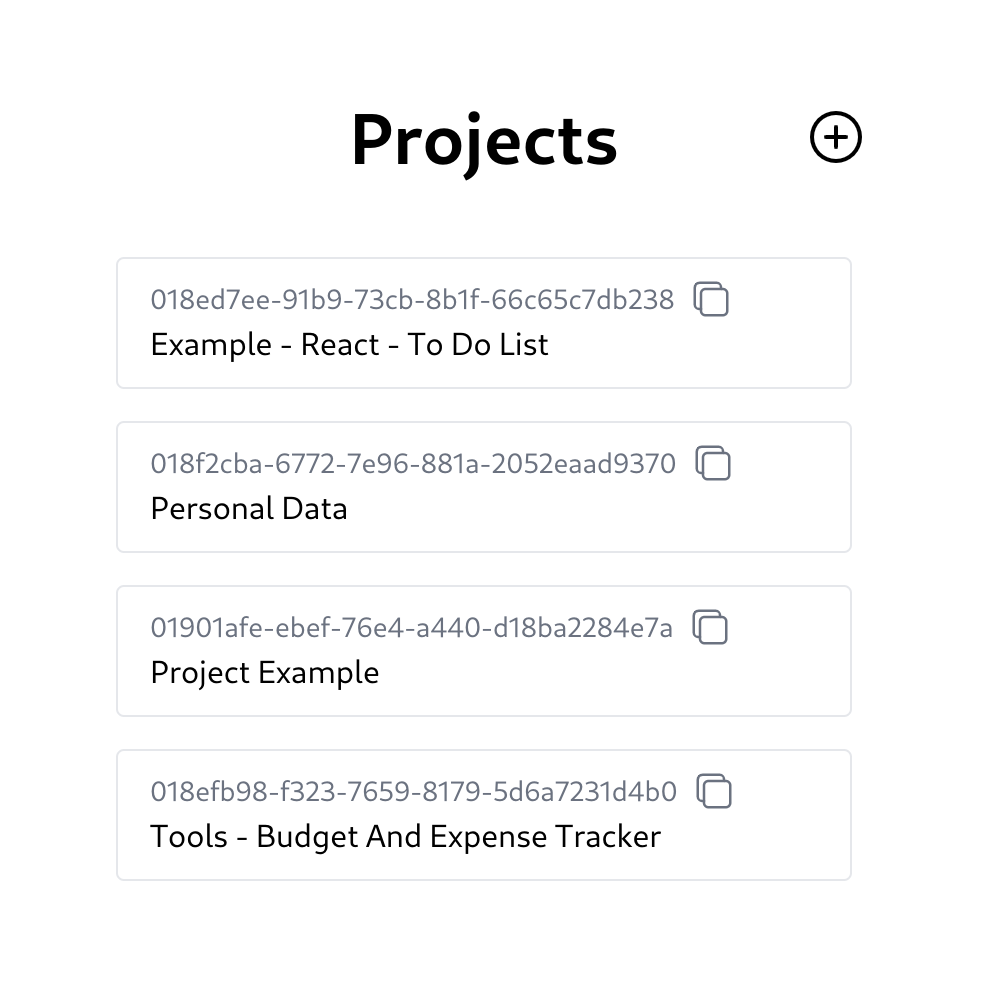 Projects
018ed7ee-91b9-73cb-8b1f-66c65c7db238
Example - React - To Do List
018f2cba-6772-7e96-881a-2052eaad9370
Personal Data
01901afe-ebef-76e4-a440-d18ba2284e7a
Project Example
018efb98-f323-7659-8179-5d6a7231d4b0
Tools - Budget And Expense Tracker